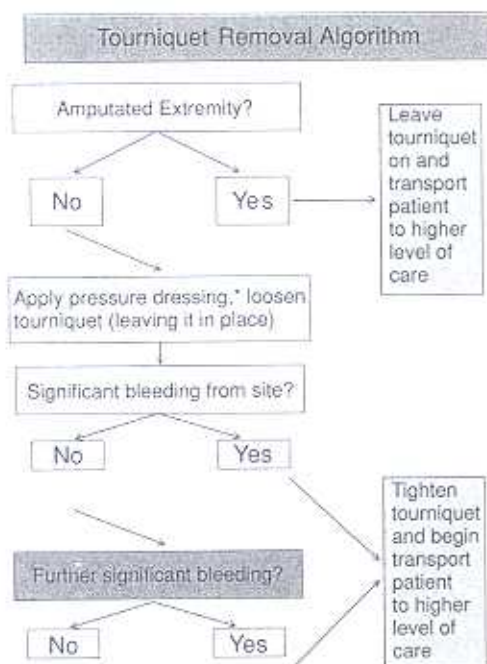 Tourniquet Removal Algorithm
Amputated Extremity?
No
Yes
Leave
tourniquet
on and
transport
patient
to higher
level of
care
Apply pressure dressing,* loosen
tourniquet (leaving it in place)
Significant bleeding from site?
No
Yes
Tighten
tourniquet
and begin
transport
patient
to higher
level of
care
Further significant bleeding?
No
Yes